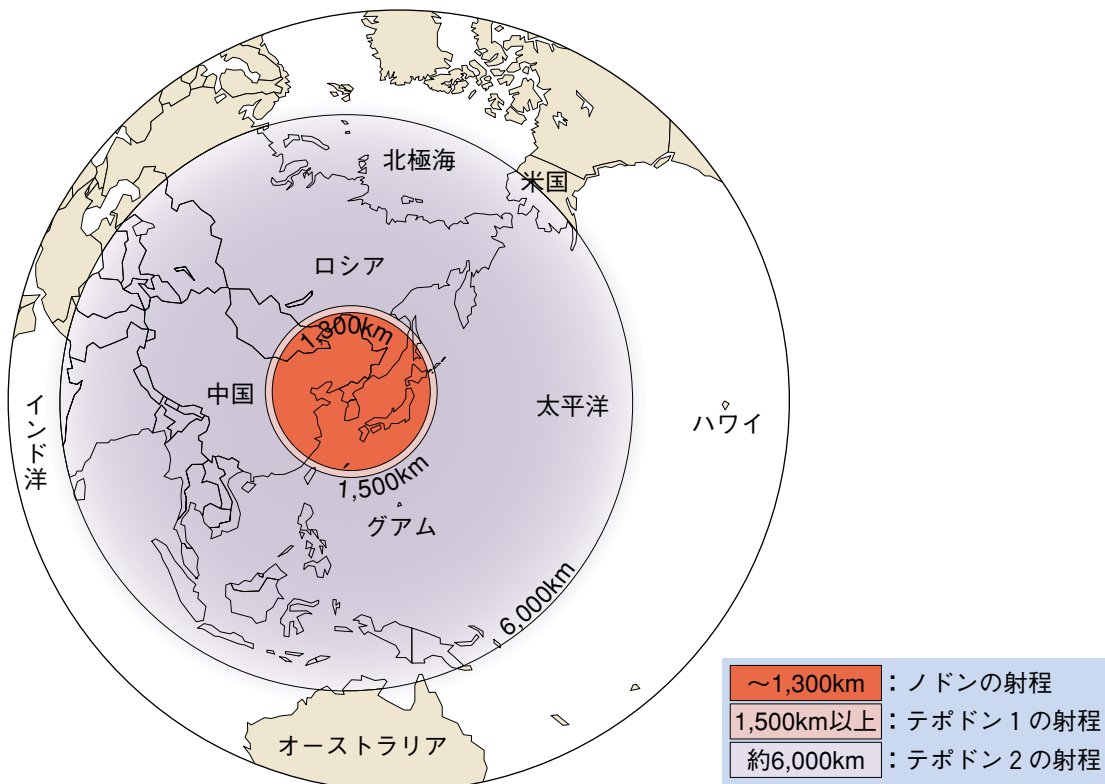 北極海
米国
ロシア
1,300km
中国
太平洋
ハワイ
インド洋
1,500km
グアム
6,000km
オーストラリア
～1,300km：ノドンの射程
1,500km以上：テポドン1の射程
約6,000km：テポドン2の射程